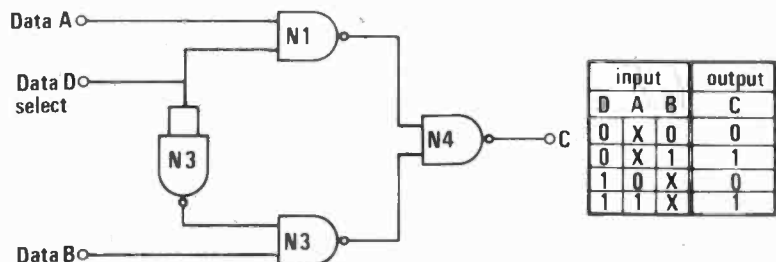 Data A
N1
Data D
select
N3
N4
C
N3
Data B
input output
D A B C
0 X 0 0
0 X 1 1
1 0 X 0
1 1 X 1